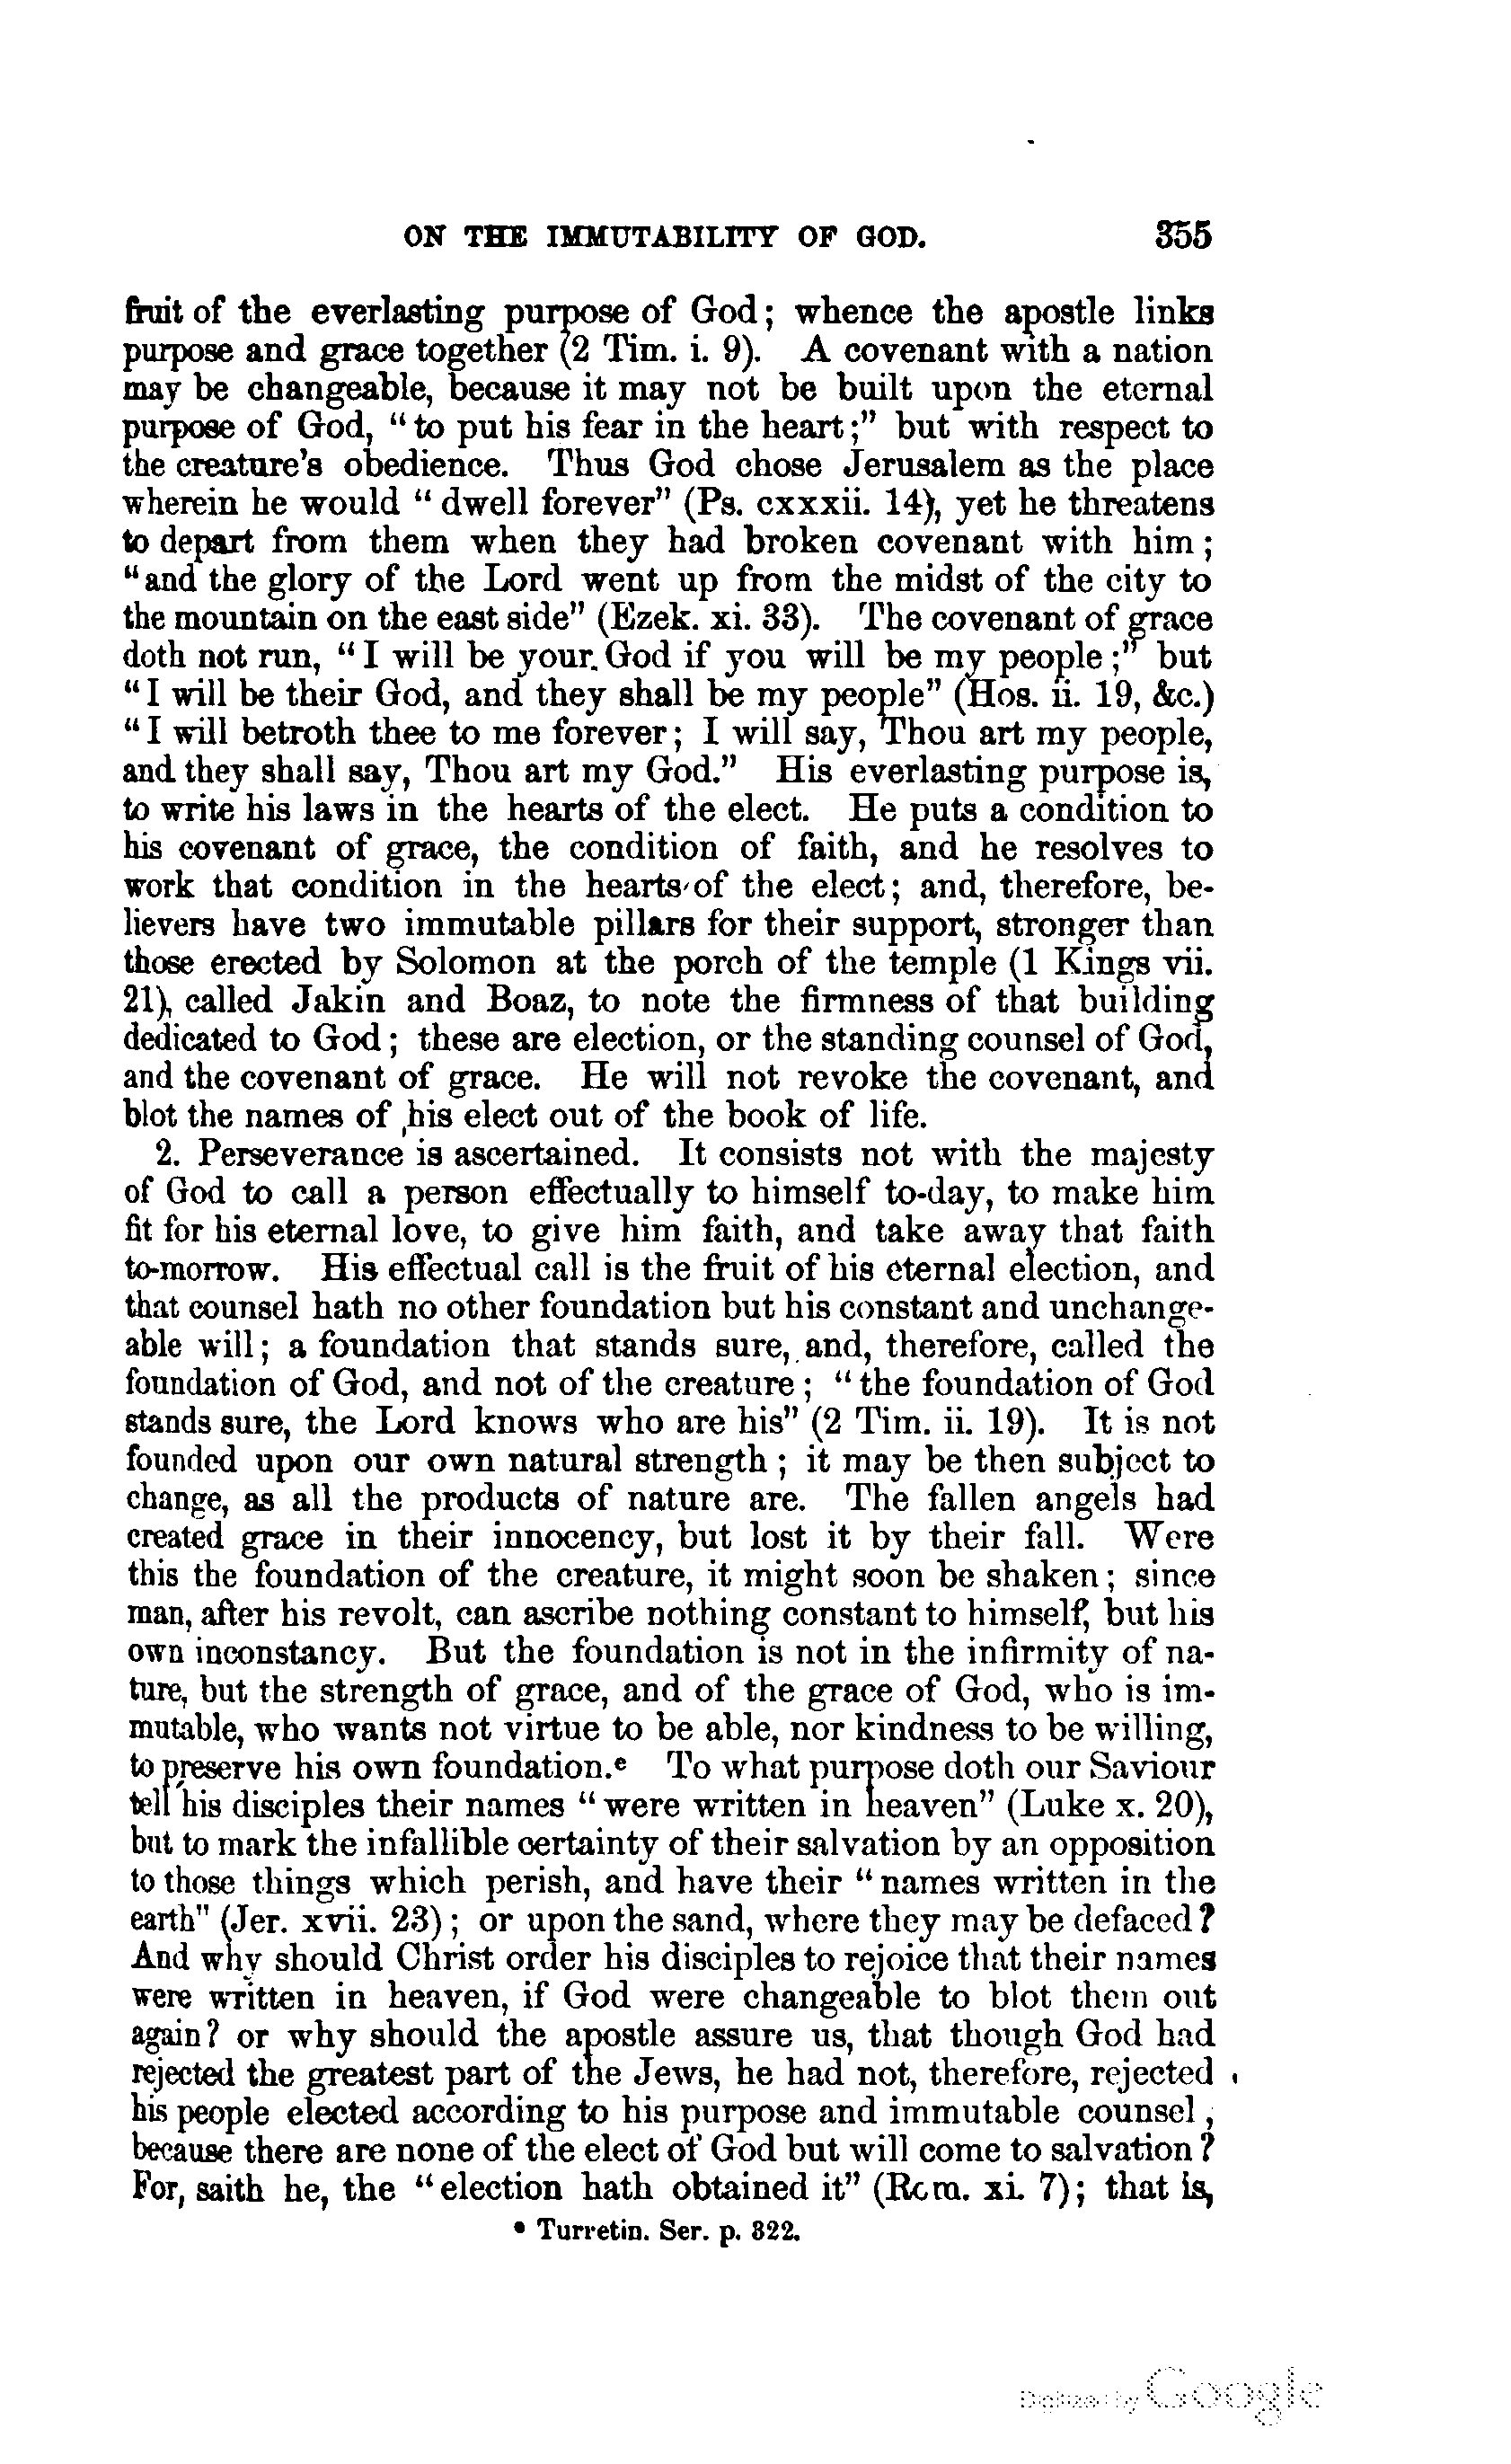 ON THE IMMUTABILITY OF GOD. 355
fruit of the everlasting purpose of God; whence the apostle links
purpose and grace together (2 Tim. i. 9). A covenant with a nation
may be changeable, because it may not be built upon the eternal
purpose of God, "to put his fear in the heart;" but with respect to
the creature's obedience. Thus God chose Jerusalem as the place
wherein he would "dwell forever" (Ps. cxxxii. 14), yet he threatens
to depart from them when they had broken covenant with him;
"and the glory of the Lord went up from the midst of the city to
the mountain on the east side" (Ezek. xi. 33). The covenant of grace
doth not run, "I will be your God if you will be my people;" but
"I will be their God, and they shall be my people" (Hos. ii. 19, &c.)
"I will betroth thee to me forever; I will say, Thou art my people,
and they shall say, Thou art my God." His everlasting purpose is,
to write his laws in the hearts of the elect. He puts a condition to
his covenant of grace, the condition of faith, and he resolves to
work that condition in the hearts of the elect; and, therefore, be-
lievers have two immutable pillars for their support, stronger than
those erected by Solomon at the porch of the temple (1 Kings vii.
21), called Jakin and Boaz, to note the firmness of that building
dedicated to God; these are election, or the standing counsel of God,
and the covenant of grace. He will not revoke the covenant, and
blot the names of his elect out of the book of life.
2. Perseverance is ascertained. It consists not with the majesty
of God to call a person effectually to himself to-day, to make him
fit for his eternal love, to give him faith, and take away that faith
to-morrow. His effectual call is the fruit of his eternal election, and
that counsel hath no other foundation but his constant and unchange-
able will; a foundation that stands sure, and, therefore, called the
foundation of God, and not of the creature; "the foundation of God
stands sure, the Lord knows who are his" (2 Tim. ii. 19). It is not
founded upon our own natural strength; it may be then subject to
change, as all the products of nature are. The fallen angels had
created grace in their innocency, but lost it by their fall. Were
this the foundation of the creature, it might soon be shaken; since
man, after his revolt, can ascribe nothing constant to himself, but his
own inconstancy. But the foundation is not in the infirmity of na-
ture, but the strength of grace, and of the grace of God, who is im-
mutable, who wants not virtue to be able, nor kindness to be willing,
to preserve his own foundation.e To what purpose doth our Saviour
tell his disciples their names "were written in heaven" (Luke x. 20),
but to mark the infallible certainty of their salvation by an opposition
to those things which perish, and have their "names written in the
earth" (Jer. xvii. 23); or upon the sand, where they may be defaced?
And why should Christ order his disciples to rejoice that their names
were written in heaven, if God were changeable to blot them out
again? or why should the apostle assure us, that though God had
rejected the greatest part of the Jews, he had not, therefore, rejected
his people elected according to his purpose and immutable counsel;
because there are none of the elect of God but will come to salvation?
For, saith he, the "election hath obtained it" (Rom. xi. 7); that is,
e Turretin. Ser. p. 322.
Digitized by Google